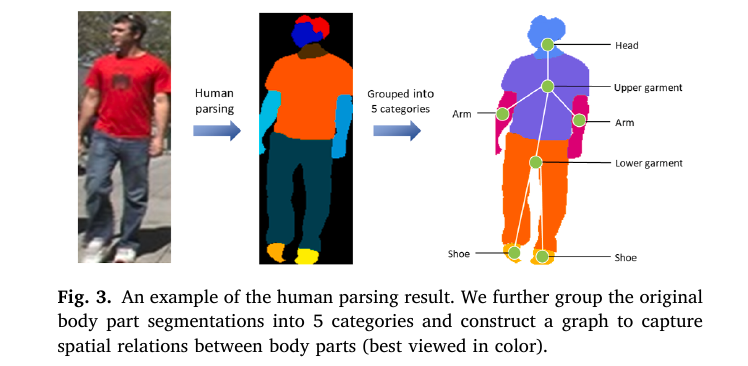 Human
parsing
Grouped into
5 categories
Head
Upper garment
Arm
Arm
Lower garment
Shoe
Shoe
Fig. 3. An example of the human parsing result. We further group the original
body part segmentations into 5 categories and construct a graph to capture
spatial relations between body parts (best viewed in color).